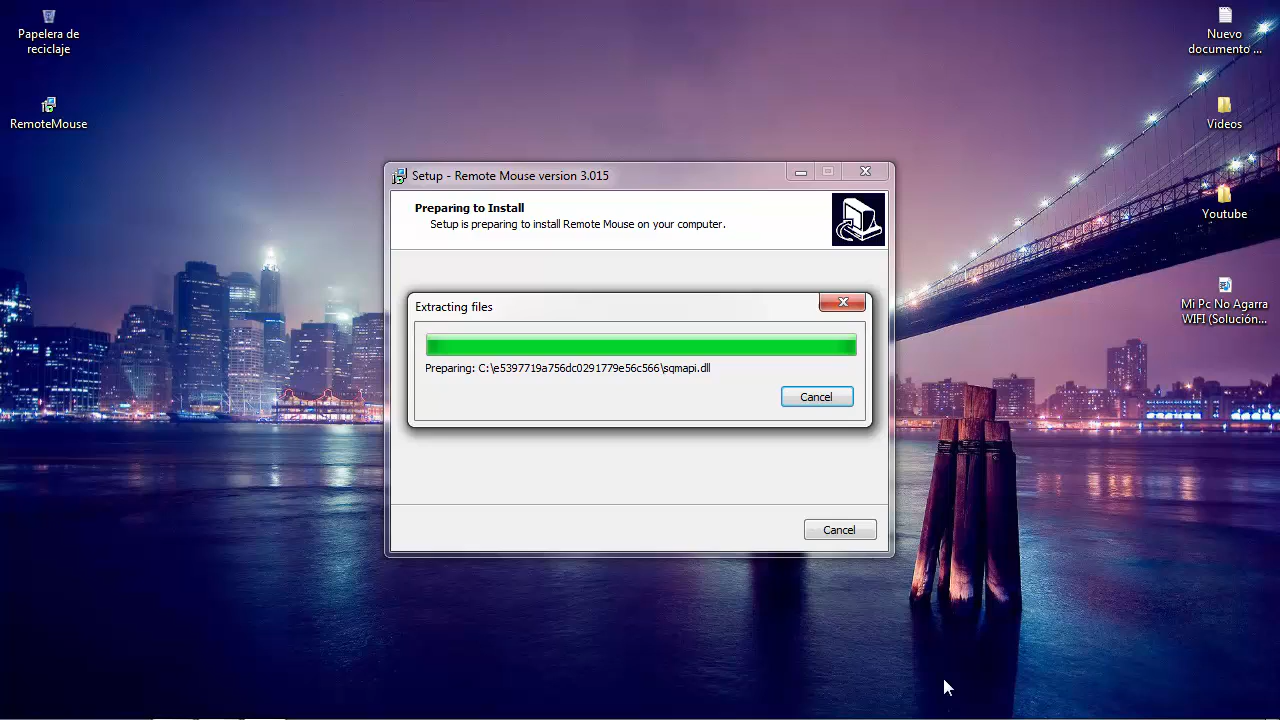 Papelera de
reciclaje
RemoteMouse
Nuevo
documento ...
Videos
Youtube
Mi Pc No Agarra
WIFI (Solución...
Setup - Remote Mouse version 3.015
Preparing to Install
Setup is preparing to install Remote Mouse on your computer.
Extracting files
Preparing: C:\e5397719a756dc0291779e56c566\sqmapi.dll
Cancel
Cancel